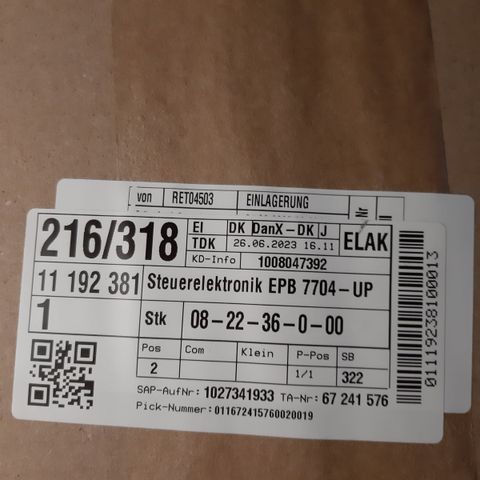 von RET04503 EINLAGERUNG
216/318 EI DK DanX-DK J ELAK
TDK 26.06.2023 16.11
KD-Info 1008047392
11 192 381 Steuerelektronik EPB 7704-UP
1 Stk 08-22-36-0-00
Pos Com Klein P-Pos SB
2 1/1 322
SAP-AufNr: 1027341933 TA-Nr: 67 241 576
Pick-Nummer: 011672415760020019
01119238100013